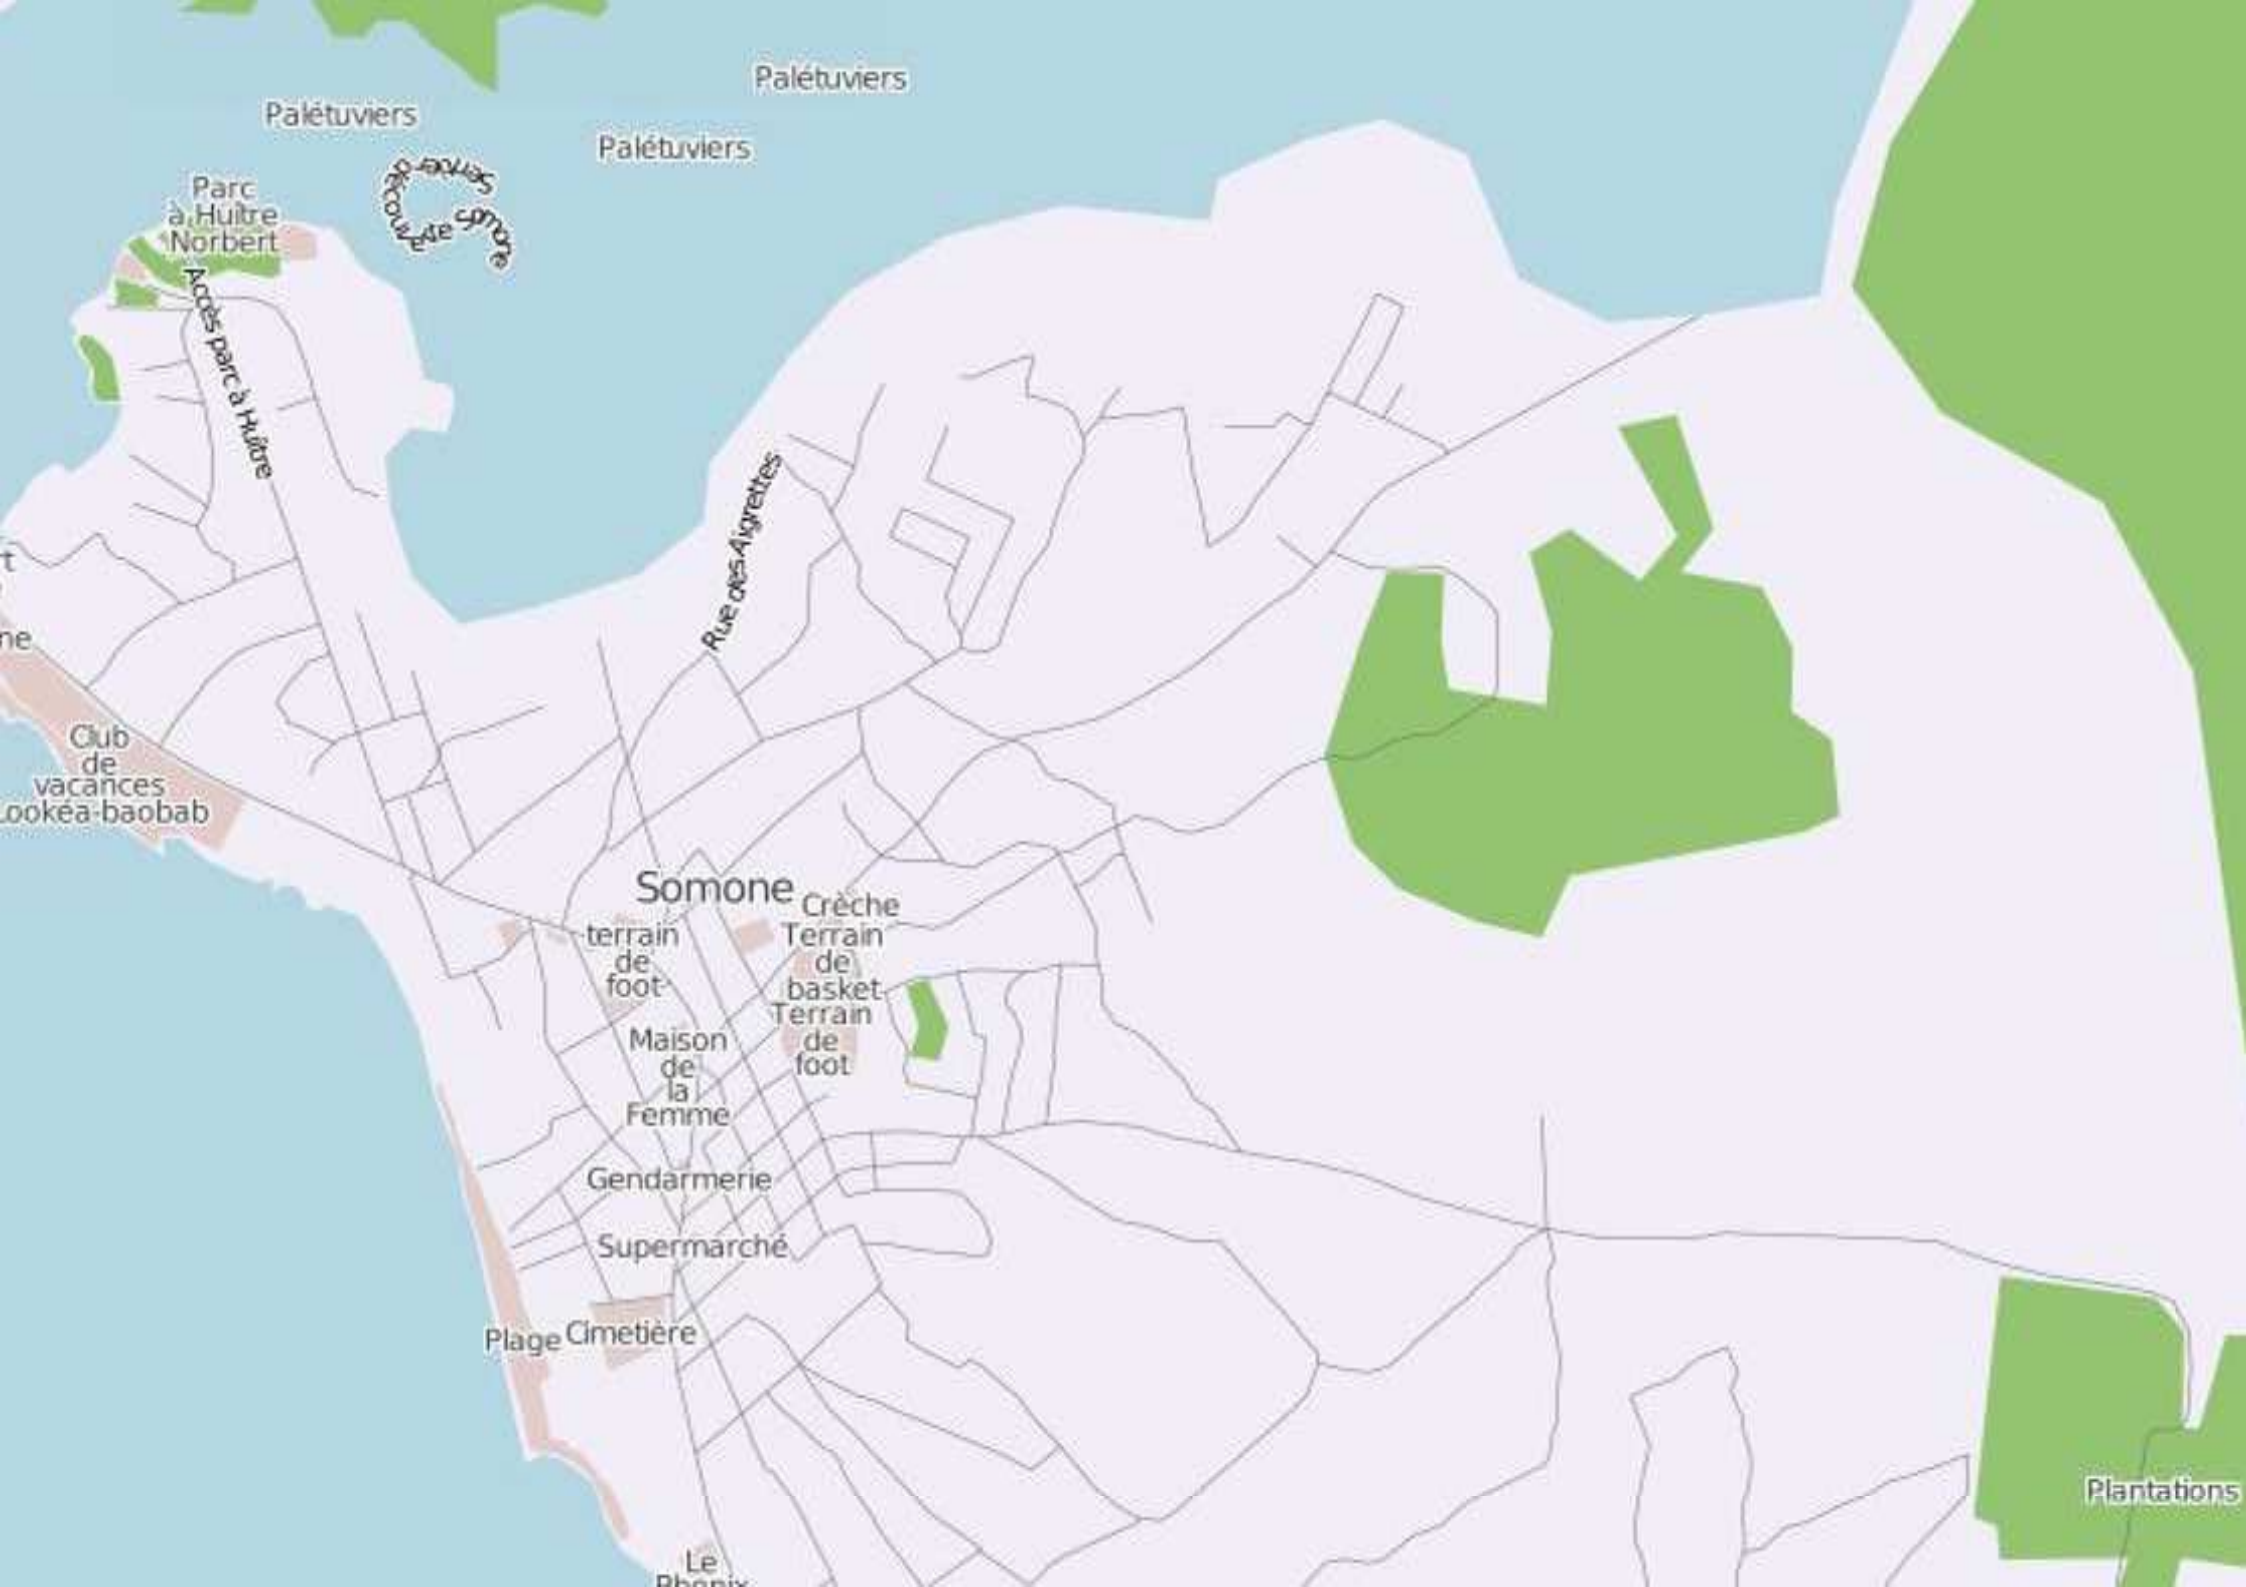 Palétuviers
Palétuviers
Palétuviers
Sentier découverte Somone
Parc
à Huître
Norbert
Accès parc à Huître
Rue des Aigrettes
t
ne
Club
de
vacances
Lookéa-baobab
Somone
Crèche
terrain
de
foot
Terrain
de
basket
Terrain
de
foot
Maison
de
la
Femme
Gendarmerie
Supermarché
Plage
Cimetière
Plantations
Le
Phenix